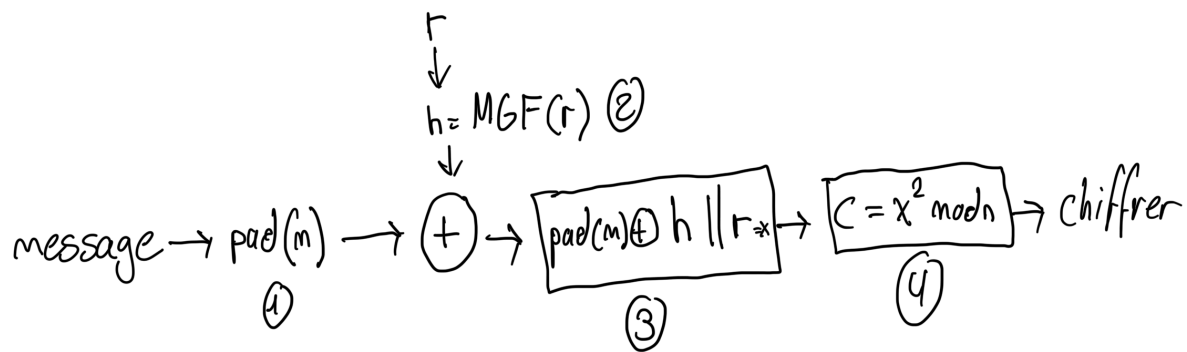 r
h= MGF(r) ②
message → pad(m) → ⊕ → pad(m)⊕ h || r =x → C = x² mod n → chiffrer
① ③ ④